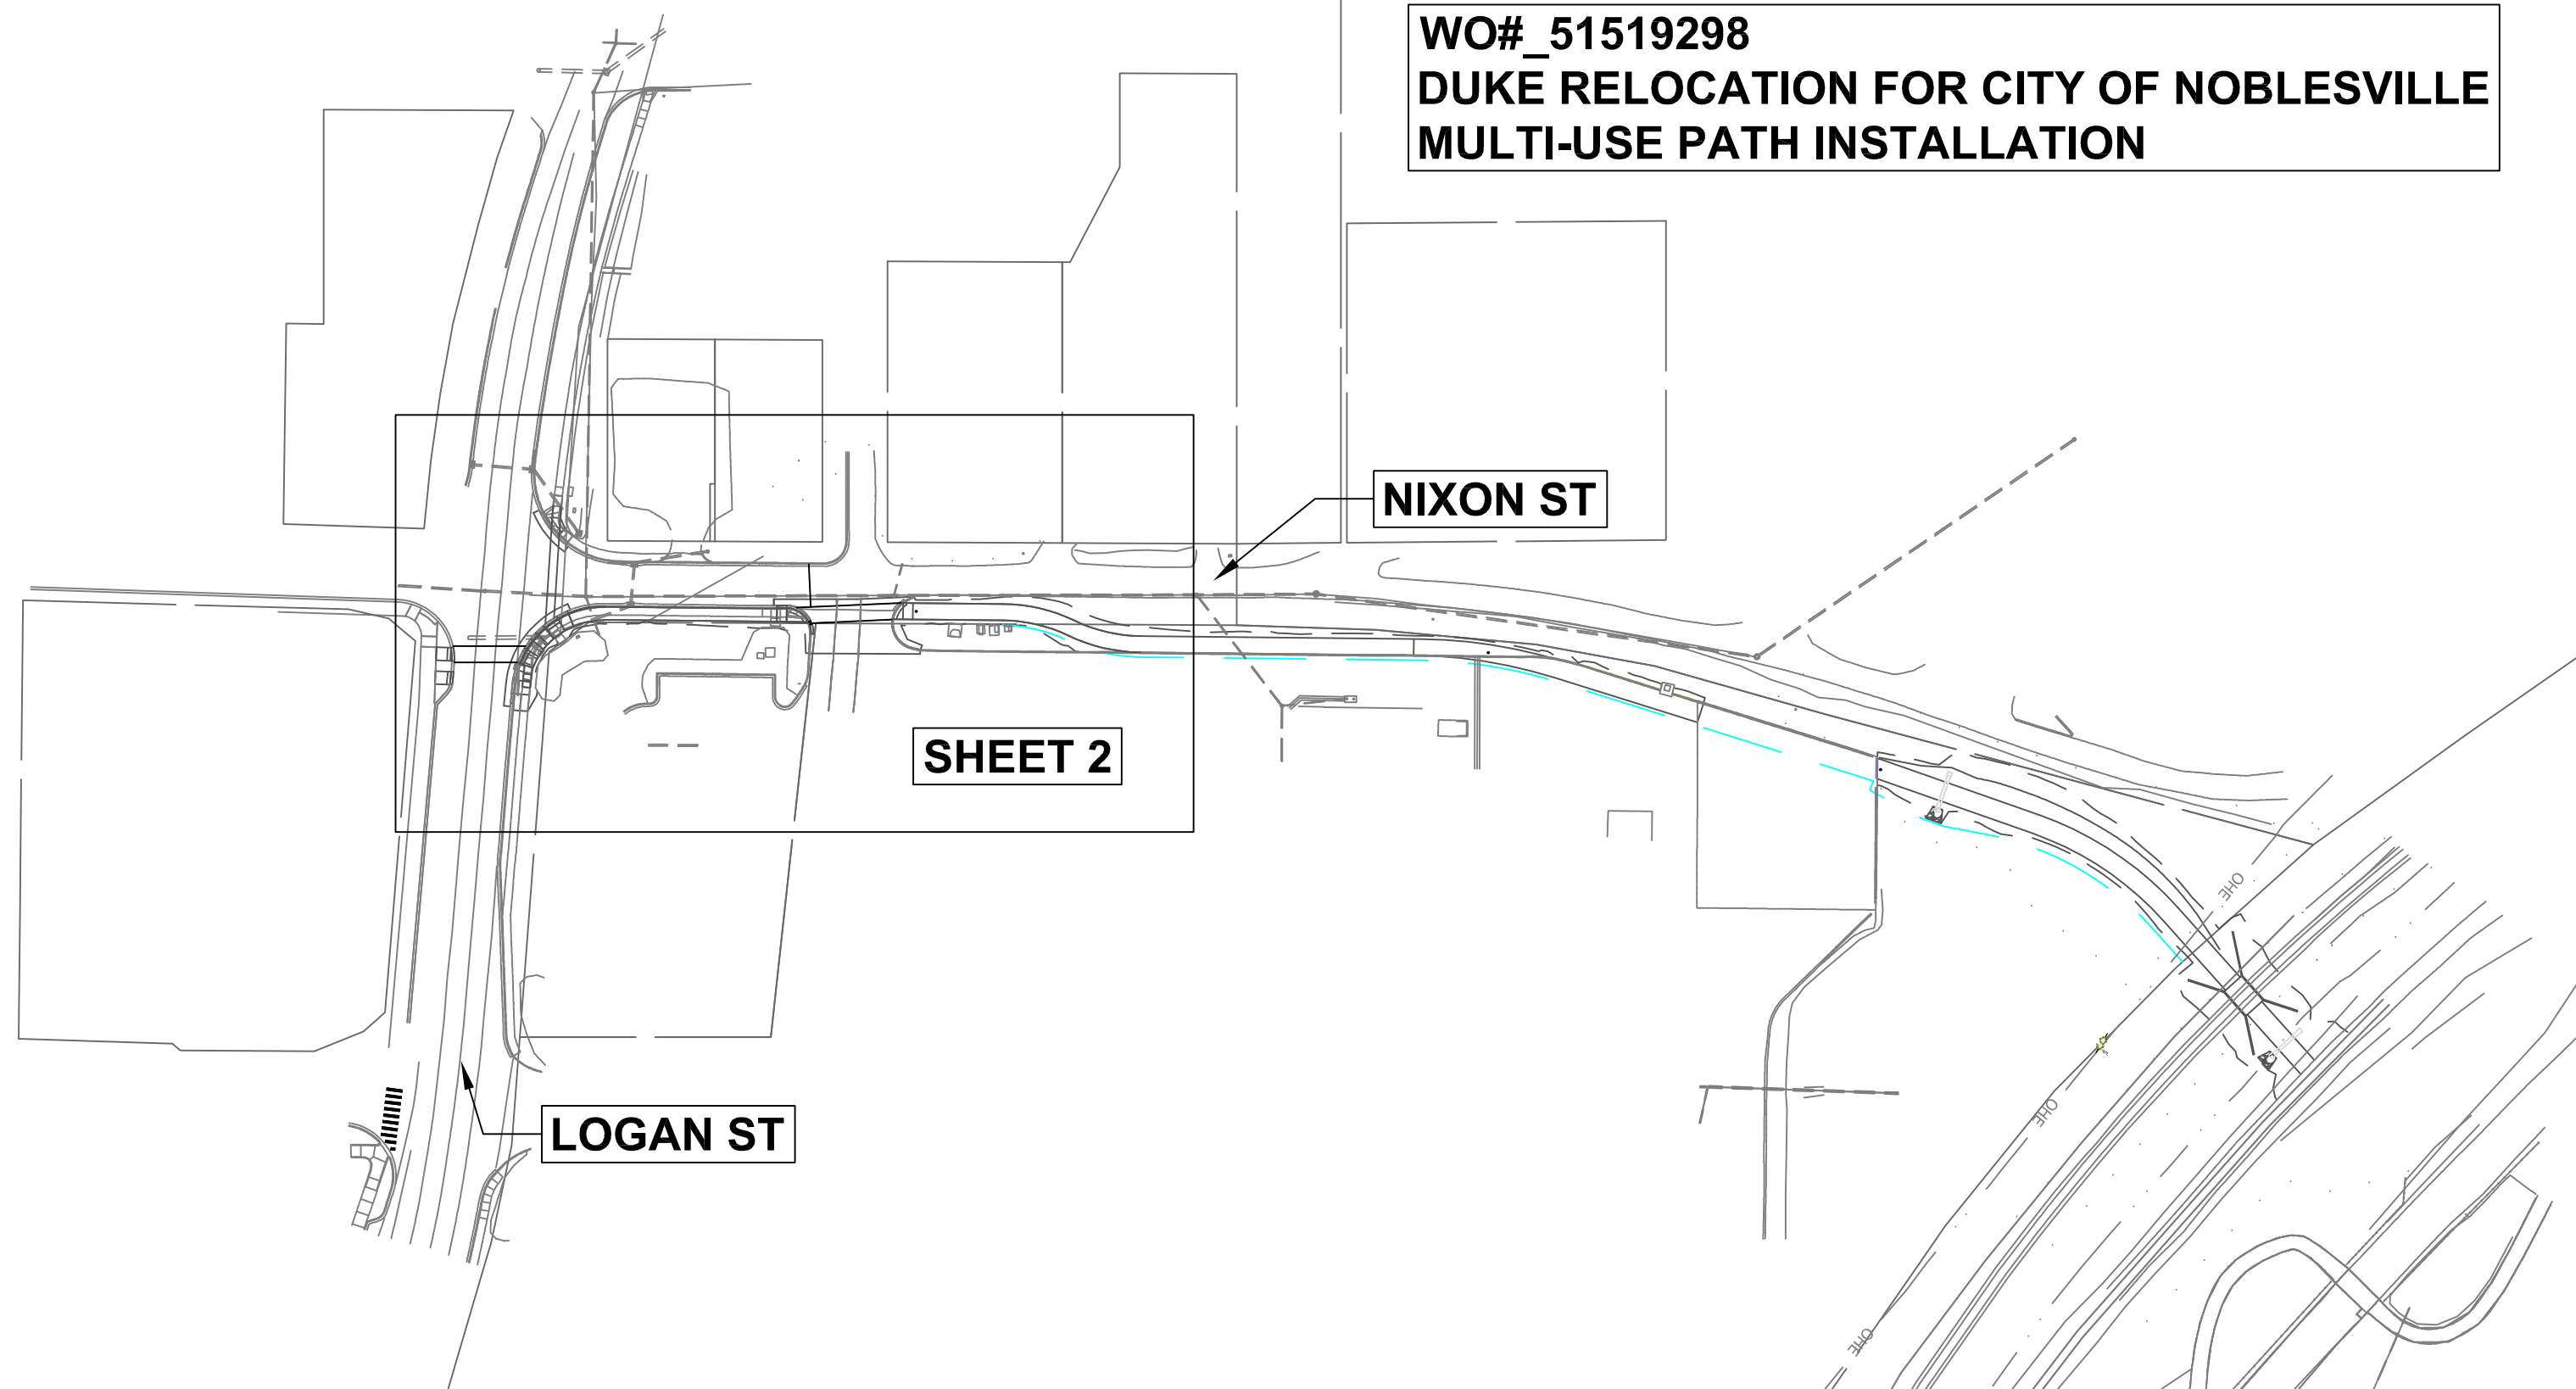 WO#_51519298
DUKE RELOCATION FOR CITY OF NOBLESVILLE
MULTI-USE PATH INSTALLATION
NIXON ST
SHEET 2
OHE
OHE
LOGAN ST
OHE